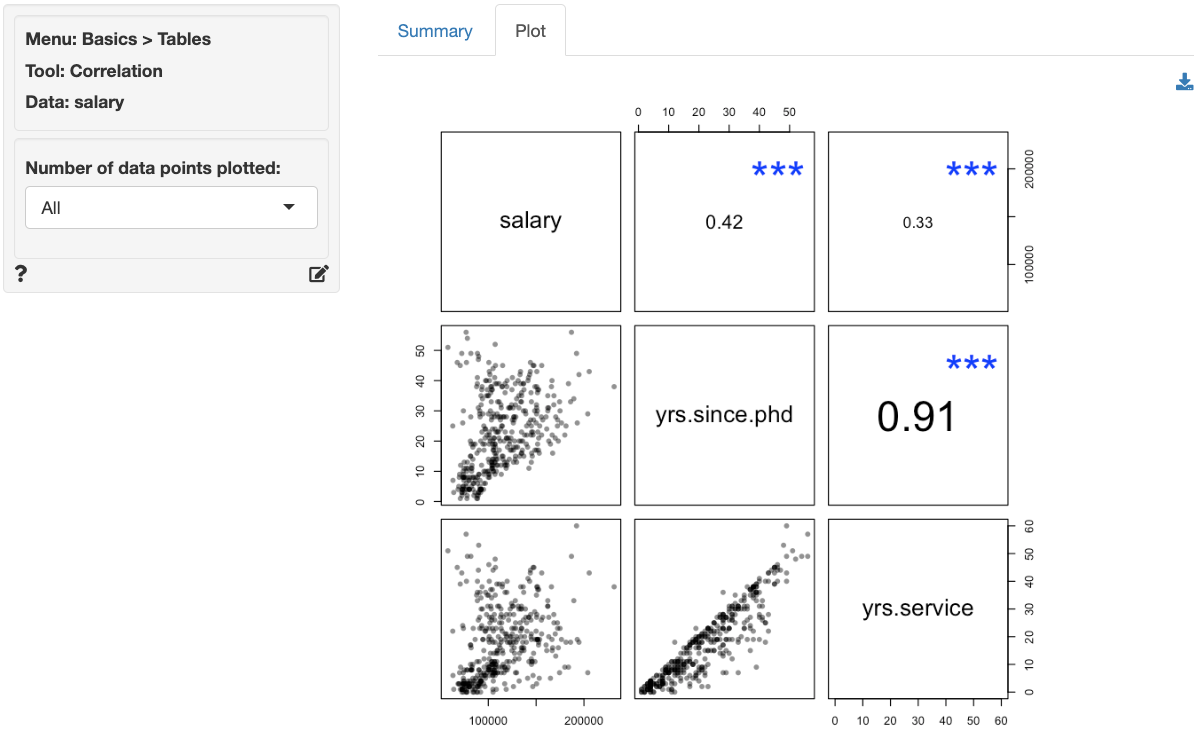 Menu: Basics > Tables
Tool: Correlation
Data: salary
Number of data points plotted:
All
?
Summary
Plot
0 10 20 30 40 50
salary
***
0.42
***
0.33
200000
100000
50
40
30
20
10
0
yrs.since.phd
***
0.91
yrs.service
60
50
40
30
20
10
0
100000 200000
0 10 20 30 40 50 60